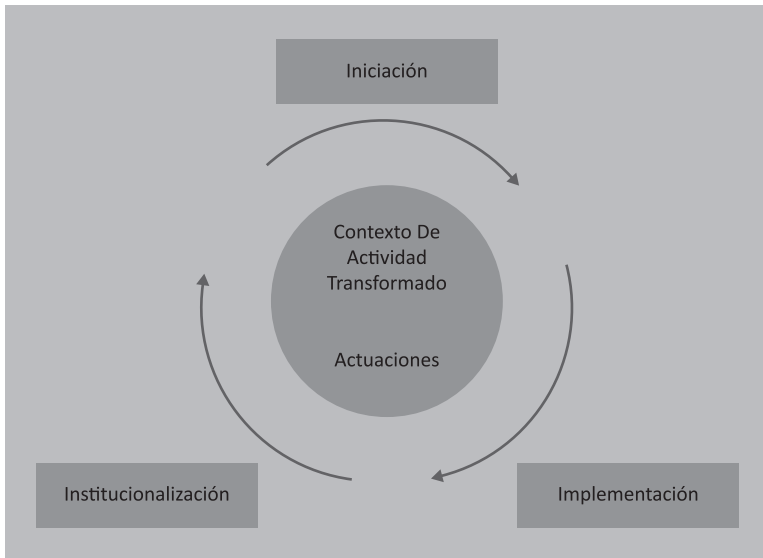 Iniciación
Contexto De
Actividad
Transformado
Actuaciones
Institucionalización
Implementación